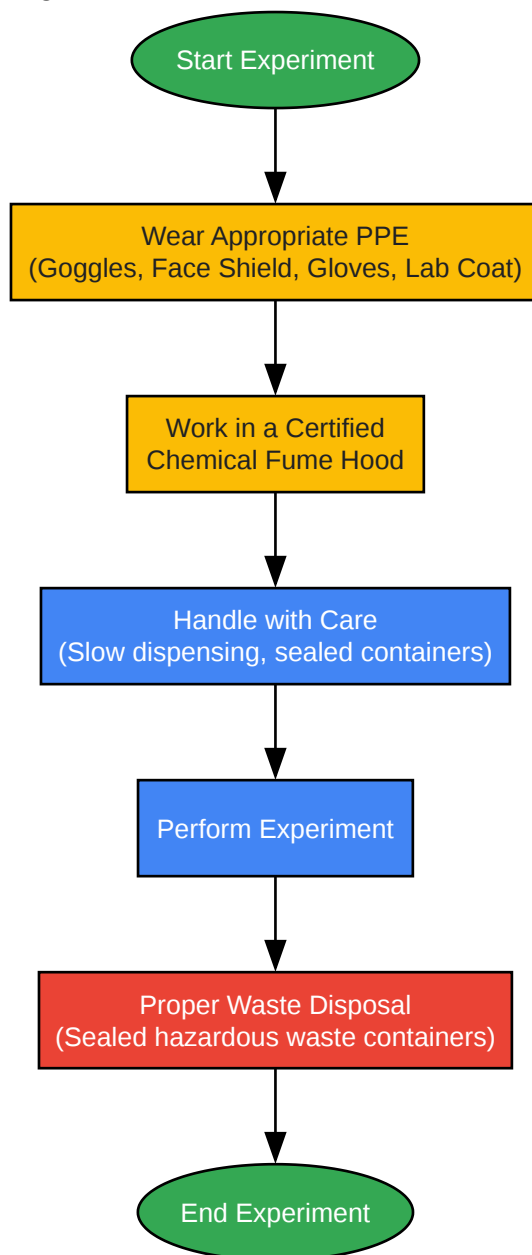 Start Experiment
Wear Appropriate PPE
(Goggles, Face Shield, Gloves, Lab Coat)
Work in a Certified
Chemical Fume Hood
Handle with Care
(Slow dispensing, sealed containers)
Perform Experiment
Proper Waste Disposal
(Sealed hazardous waste containers)
End Experiment